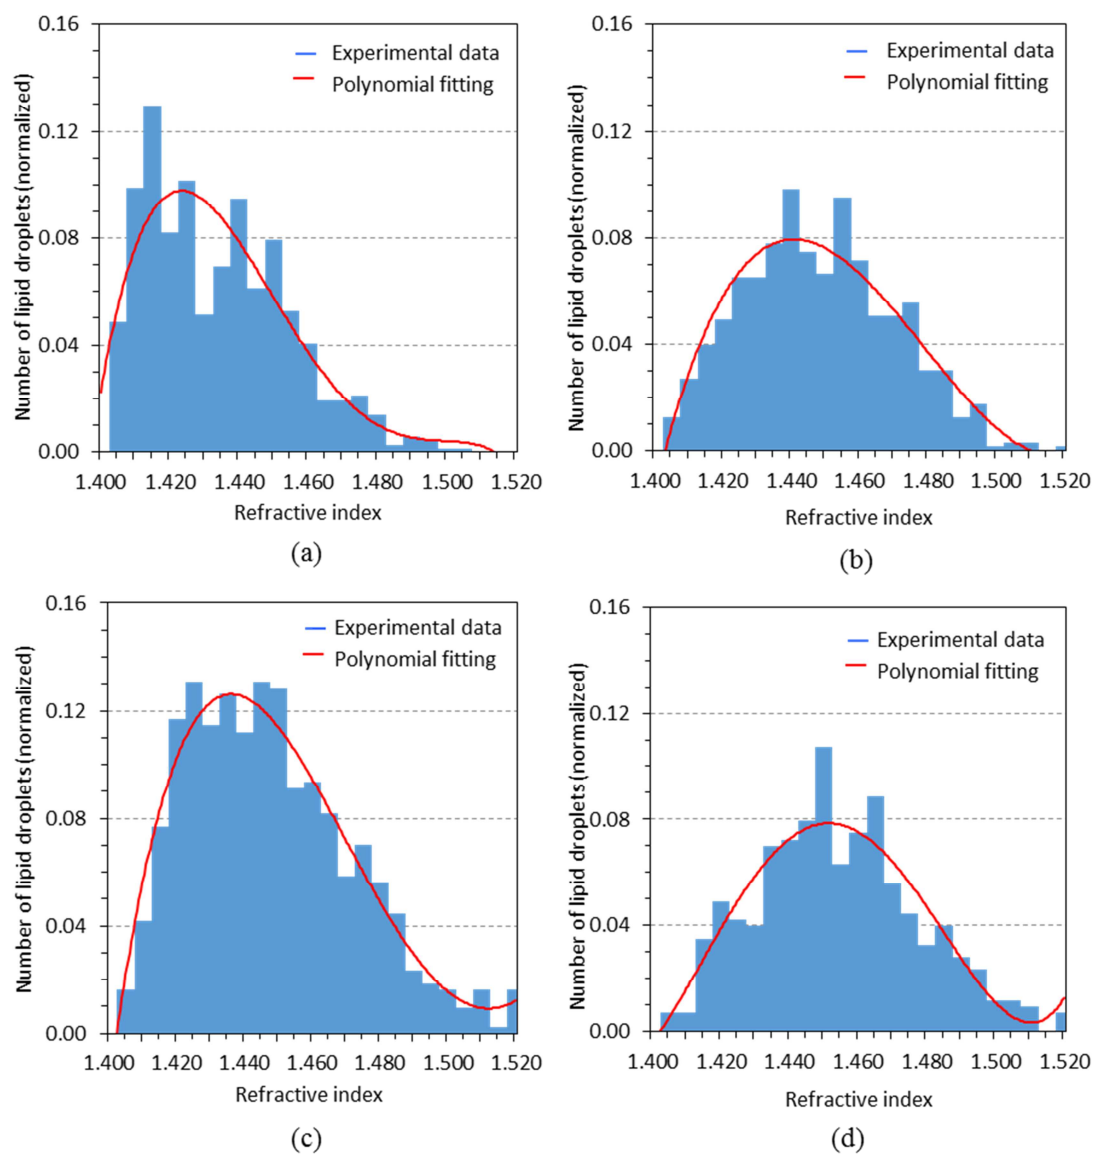 0.16
0.12
0.08
0.04
0.00
Number of lipid droplets (normalized)
Experimental data
Polynomial fitting
1.400 1.420 1.440 1.460 1.480 1.500 1.520
Refractive index
(a)
0.16
0.12
0.08
0.04
0.00
Number of lipid droplets (normalized)
Experimental data
Polynomial fitting
1.400 1.420 1.440 1.460 1.480 1.500 1.520
Refractive index
(b)
0.16
0.12
0.08
0.04
0.00
Number of lipid droplets (normalized)
Experimental data
Polynomial fitting
1.400 1.420 1.440 1.460 1.480 1.500 1.520
Refractive index
(c)
0.16
0.12
0.08
0.04
0.00
Number of lipid droplets (normalized)
Experimental data
Polynomial fitting
1.400 1.420 1.440 1.460 1.480 1.500 1.520
Refractive index
(d)